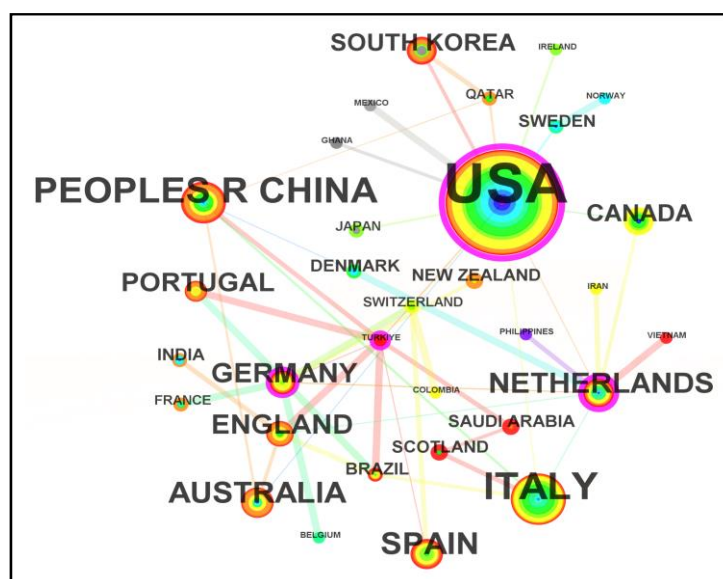 SOUTH KOREA
IRELAND
QATAR
MEXICO
NORWAY
SWEDEN
GHANA
USA
PEOPLES R CHINA
CANADA
JAPAN
DENMARK
NEW ZEALAND
PORTUGAL
SWITZERLAND
IRAN
TURKIYE
PHILIPPINES
VIETNAM
INDIA
GERMANY
NETHERLANDS
FRANCE
COLOMBIA
ENGLAND
SAUDI ARABIA
SCOTLAND
BRAZIL
AUSTRALIA
ITALY
BELGIUM
SPAIN